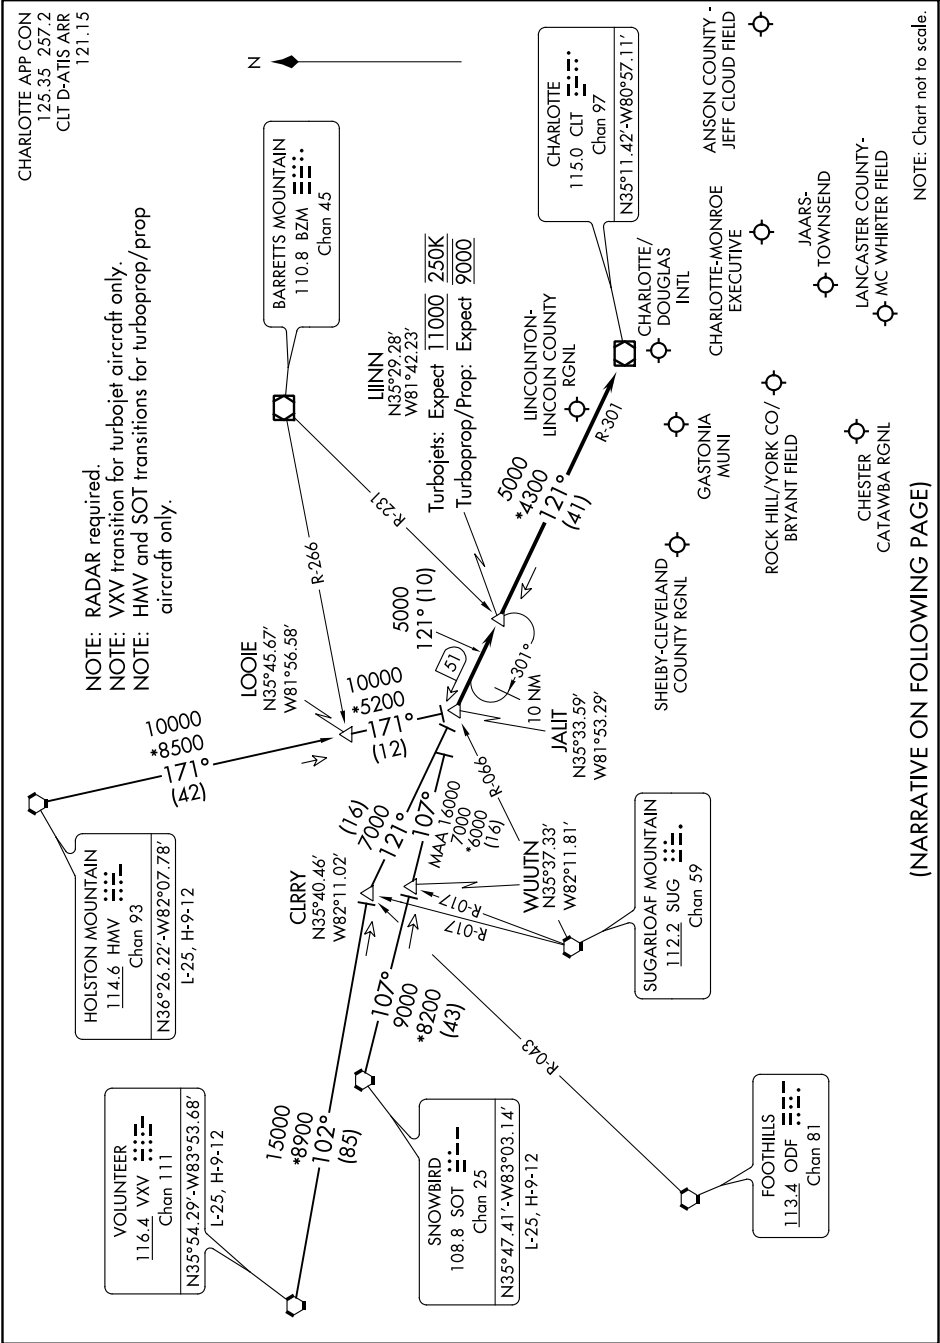 CHARLOTTE APP CON
125.35 257.2
CLT D-ATIS ARR
121.15
NOTE: RADAR required.
NOTE: VXV transition for turbojet aircraft only.
NOTE: HMV and SOT transitions for turboprop/prop
aircraft only.
N
HOLSTON MOUNTAIN
114.6 HMV
Chan 93
N36°26.22'-W82°07.78'
L-25, H-9-12
10000
*8500
171°
(42)
LOOIE
N35°45.67'
W81°56.58'
10000
*5200
171°
(12)
BARRETTS MOUNTAIN
110.8 BZM
Chan 45
R-266
R-231
VOLUNTEER
116.4 VXV
Chan 111
N35°54.29'-W83°53.68'
L-25, H-9-12
15000
*8900
102°
(85)
CLRRY
N35°40.46'
W82°11.02'
(16)
7000
121°
SNOWBIRD
108.8 SOT
Chan 25
N35°47.41'-W83°03.14'
L-25, H-9-12
107°
9000
*8200
(43)
107°
MAA 16000
7000
*6000
(16)
WUUTN
N35°37.33'
W82°11.81'
R-017
R-017
R-066
R-043
SUGARLOAF MOUNTAIN
112.2 SUG
Chan 59
FOOTHILLS
113.4 ODF
Chan 81
JALIT
N35°33.59'
W81°53.29'
5000
121° (10)
51
301°
10 NM
LIINN
N35°29.28'
W81°42.23'
Turbojets: Expect 11000 250K
Turboprop/Prop: Expect 9000
5000
*4300
121°
(41)
R-301
CHARLOTTE
115.0 CLT
Chan 97
N35°11.42'-W80°57.11'
LINCOLNTON-
LINCOLN COUNTY
RGNL
CHARLOTTE/
DOUGLAS
INTL
SHELBY-CLEVELAND
COUNTY RGNL
GASTONIA
MUNI
CHARLOTTE-MONROE
EXECUTIVE
ANSON COUNTY -
JEFF CLOUD FIELD
ROCK HILL/YORK CO/
BRYANT FIELD
JAARS-
TOWNSEND
CHESTER
CATAWBA RGNL
LANCASTER COUNTY-
MC WHIRTER FIELD
(NARRATIVE ON FOLLOWING PAGE)
NOTE: Chart not to scale.